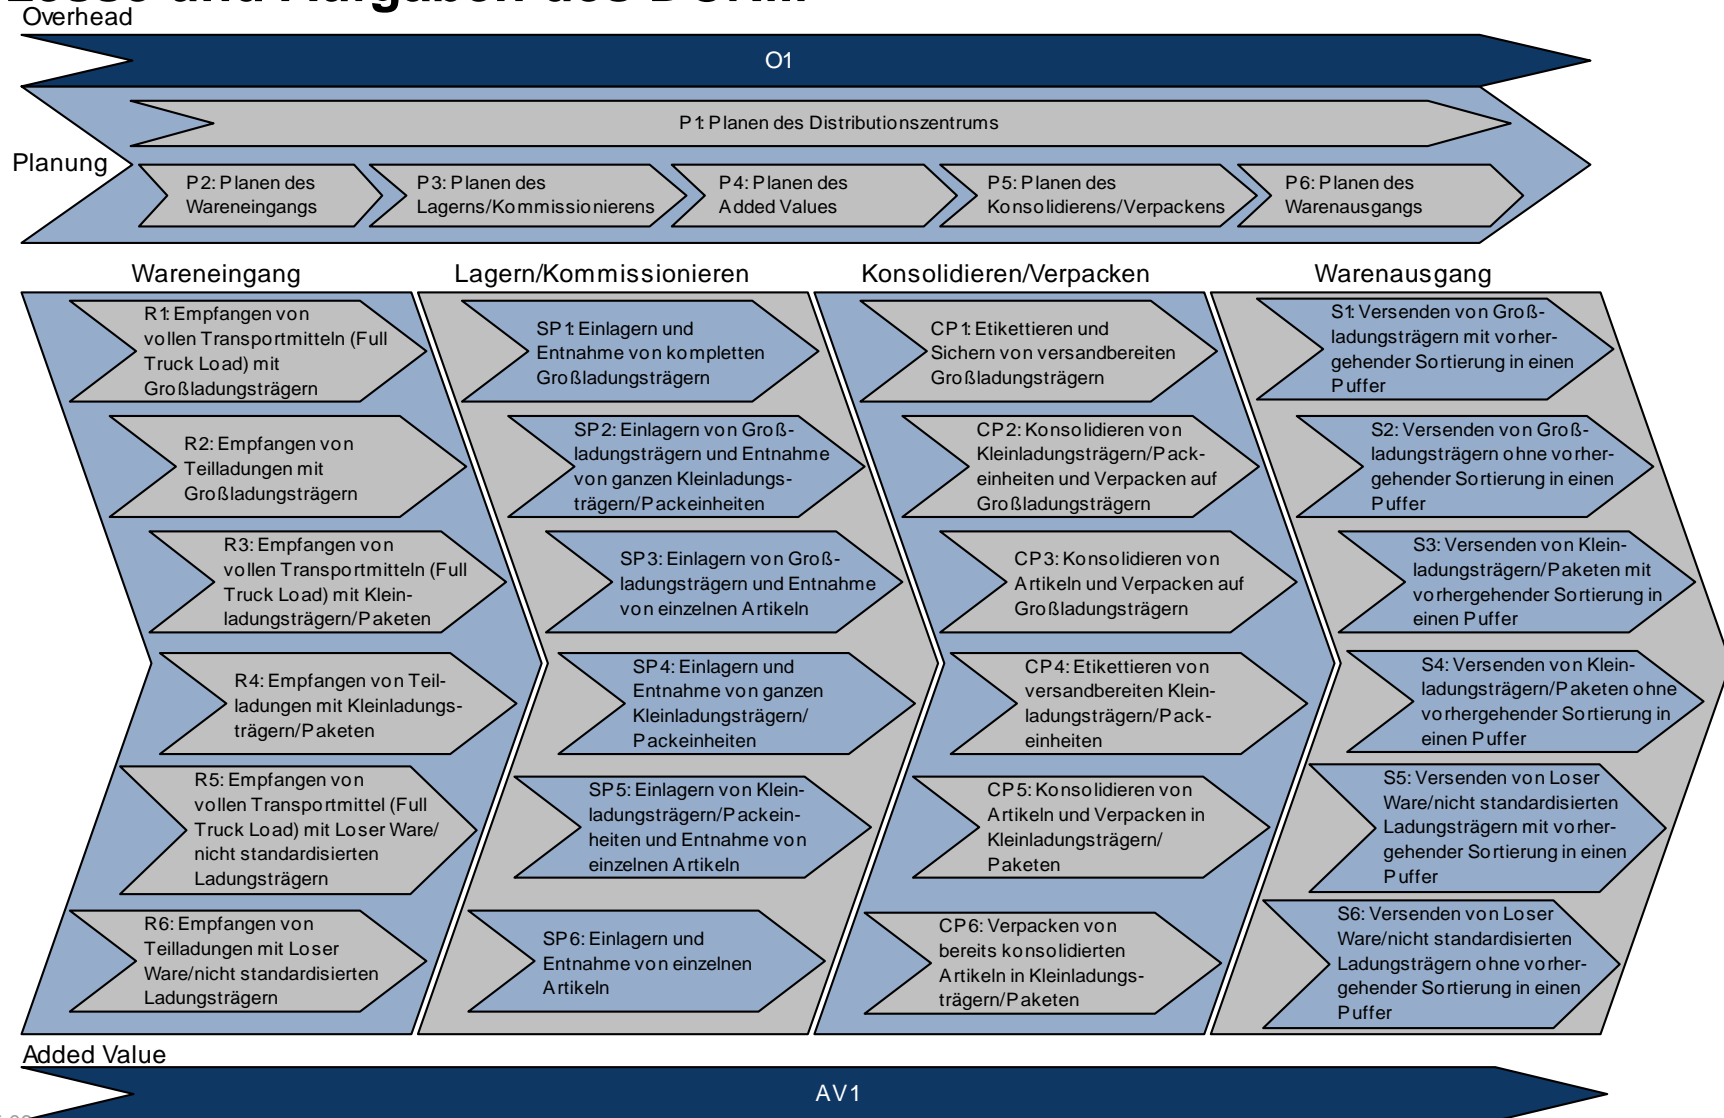 Overhead
O1
P1: Planen des Distributionszentrums
Planung
P2: Planen des
Wareneingangs
P3: Planen des
Lagerns/Kommissionierens
P4: Planen des
Added Values
P5: Planen des
Konsolidierens/Verpackens
P6: Planen des
Warenausgangs
Wareneingang
R1: Empfangen von
vollen Transportmitteln (Full
Truck Load) mit
Großladungsträgern
R2: Empfangen von
Teilladungen mit
Großladungsträgern
R3: Empfangen von
vollen Transportmitteln (Full
Truck Load) mit Klein-
ladungsträgern/Paketen
R4: Empfangen von Teil-
ladungen mit Kleinladungs-
trägern/Paketen
R5: Empfangen von
vollen Transportmittel (Full
Truck Load) mit Loser Ware/
nicht standardisierten
Ladungsträgern
R6: Empfangen von
Teilladungen mit Loser
Ware/nicht standardisierten
Ladungsträgern
Lagern/Kommissionieren
SP1: Einlagern und
Entnahme von kompletten
Großladungsträgern
SP2: Einlagern von Groß-
ladungsträgern und Entnahme
von ganzen Kleinladungs-
trägern/Packeinheiten
SP3: Einlagern von Groß-
ladungsträgern und Entnahme
von einzelnen Artikeln
SP4: Einlagern und
Entnahme von ganzen
Kleinladungsträgern/
Packeinheiten
SP5: Einlagern von Klein-
ladungsträgern/Packein-
heiten und Entnahme von
einzelnen Artikeln
SP6: Einlagern und
Entnahme von einzelnen
Artikeln
Konsolidieren/Verpacken
CP1: Etikettieren und
Sichern von versandbereiten
Großladungsträgern
CP2: Konsolidieren von
Kleinladungsträgern/Pack-
einheiten und Verpacken auf
Großladungsträgern
CP3: Konsolidieren von
Artikeln und Verpacken auf
Großladungsträgern
CP4: Etikettieren von
versandbereiten Klein-
ladungsträgern/Pack-
einheiten
CP5: Konsolidieren von
Artikeln und Verpacken in
Kleinladungsträgern/
Paketen
CP6: Verpacken von
bereits konsolidierten
Artikeln in Kleinladungs-
trägern/Paketen
Warenausgang
S1: Versenden von Groß-
ladungsträgern mit vorher-
gehender Sortierung in einen
Puffer
S2: Versenden von Groß-
ladungsträgern ohne vorher-
gehender Sortierung in einen
Puffer
S3: Versenden von Klein-
ladungsträgern/Paketen mit
vorhergehender Sortierung in
einen Puffer
S4: Versenden von Klein-
ladungsträgern/Paketen ohne
vorhergehender Sortierung in
einen Puffer
S5: Versenden von Loser
Ware/nicht standardisierten
Ladungsträgern mit vorher-
gehender Sortierung in einen
Puffer
S6: Versenden von Loser
Ware/nicht standardisierten
Ladungsträgern ohne vorher-
gehender Sortierung in einen
Puffer
Added Value
AV1